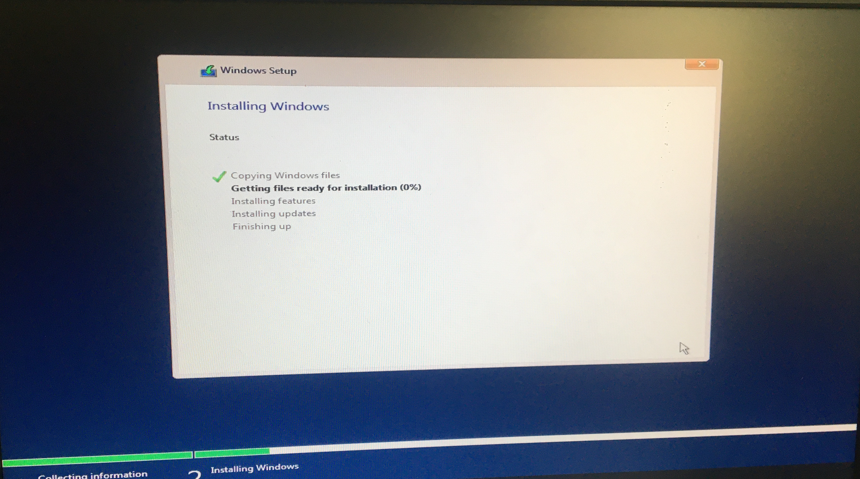 Windows Setup
Installing Windows
Status
Copying Windows files
Getting files ready for installation (0%)
Installing features
Installing updates
Finishing up
Collecting information
2 Installing Windows